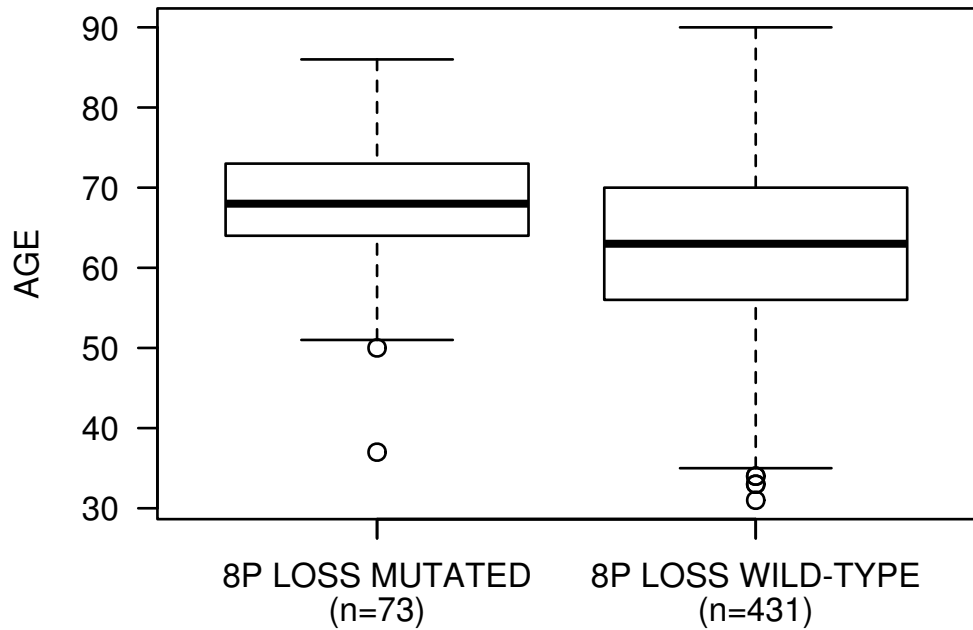 90
80
70
60
50
40
30
AGE
8P LOSS MUTATED
(n=73)
8P LOSS WILD-TYPE
(n=431)